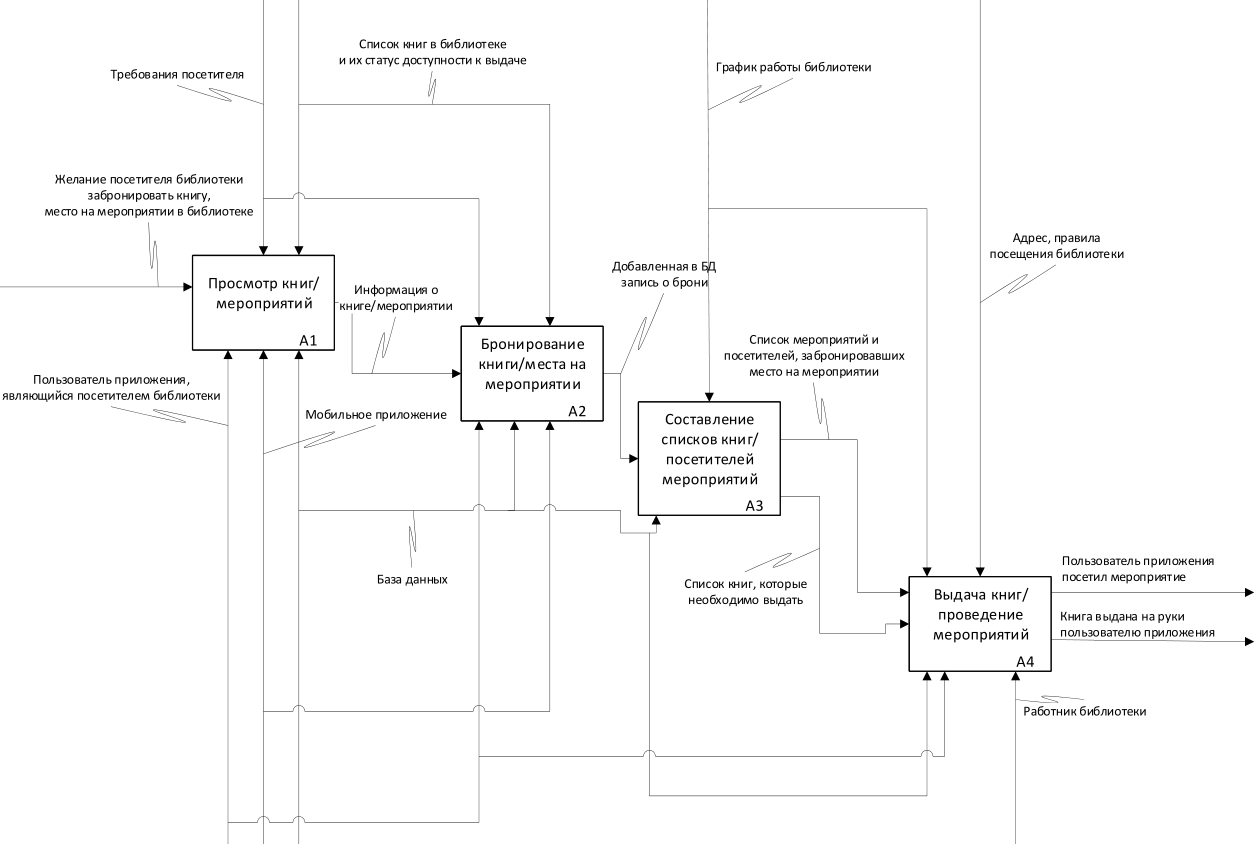 Список книг в библиотеке
и их статус доступности к выдаче
Требования посетителя
График работы библиотеки
Желание посетителя библиотеки
забронировать книгу,
место на мероприятии в библиотеке
Адрес, правила
посещения библиотеки
Просмотр книг/
мероприятий
А1
Информация о
книге/мероприятии
Добавленная в БД
запись о брони
Бронирование
книги/места на
мероприятии
А2
Список мероприятий и
посетителей, забронировавших
место на мероприятии
Пользователь приложения,
являющийся посетителем библиотеки
Мобильное приложение
Составление
списков книг/
посетителей
мероприятий
А3
База данных
Список книг, которые
необходимо выдать
Выдача книг/
проведение
мероприятий
А4
Пользователь приложения
посетил мероприятие
Книга выдана на руки
пользователю приложения
Работник библиотеки